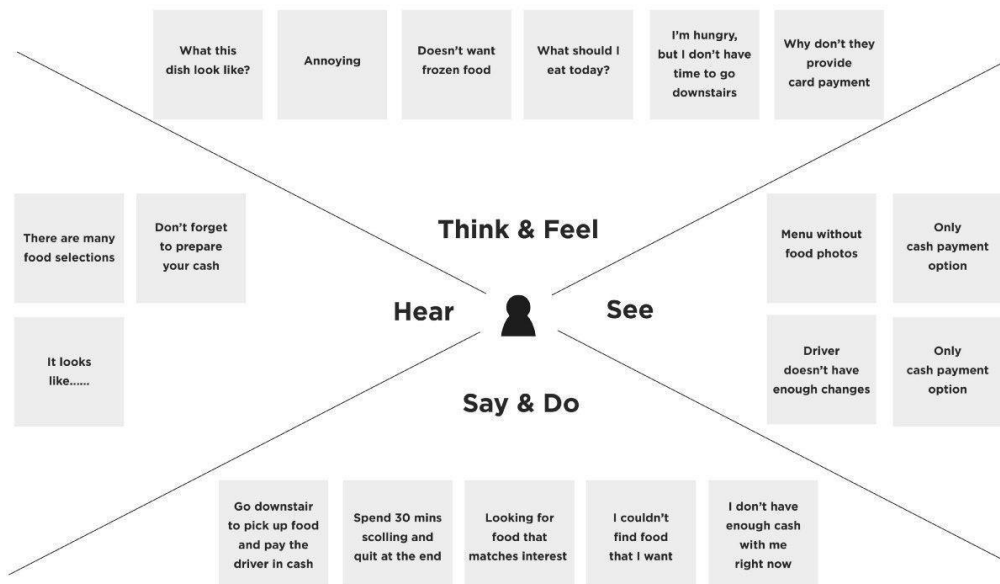 What this
dish look like?
Annoying
Doesn't want
frozen food
What should I
eat today?
I'm hungry,
but I don't have
time to go
downstairs
Why don't they
provide
card payment
Think & Feel
There are many
food selections
Don't forget
to prepare
your cash
It looks
like......
Hear
See
Menu without
food photos
Only
cash payment
option
Driver
doesn't have
enough changes
Only
cash payment
option
Say & Do
Go downstair
to pick up food
and pay the
driver in cash
Spend 30 mins
scolling and
quit at the end
Looking for
food that
matches interest
I couldn't
find food
that I want
I don't have
enough cash
with me
right now